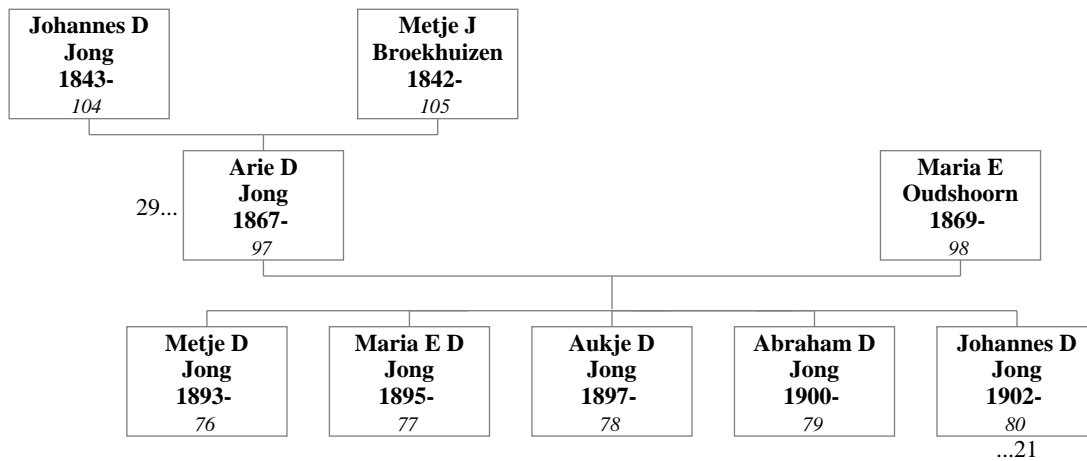 Johannes D
Jong
1843-
104
Metje J
Broekhuizen
1842-
105
29...
Arie D
Jong
1867-
97
Maria E
Oudshoorn
1869-
98
Metje D
Jong
1893-
76
Maria E D
Jong
1895-
77
Aukje D
Jong
1897-
78
Abraham D
Jong
1900-
79
Johannes D
Jong
1902-
80
...21